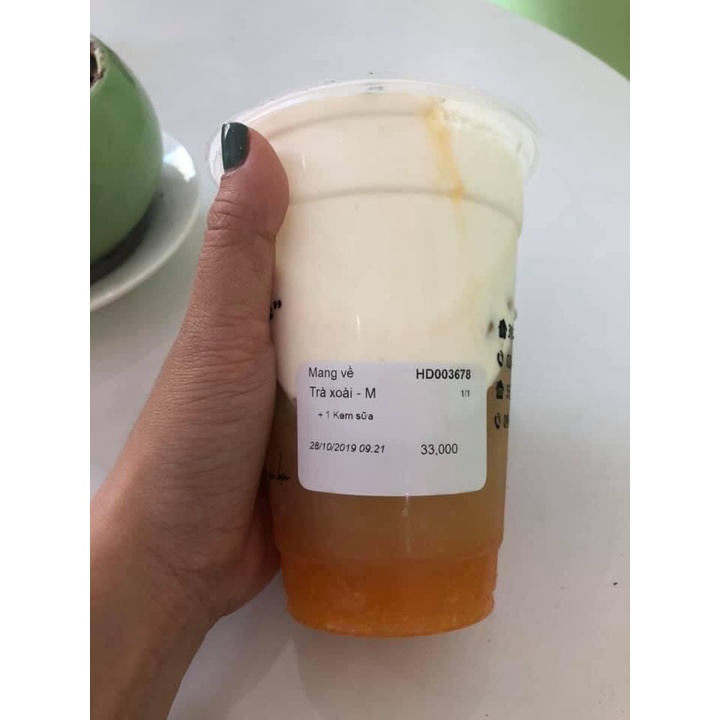 Mang về HD003678
Trà xoài - M 1/1
+ 1 Kem sữa
28/10/2019 09:21 33,000